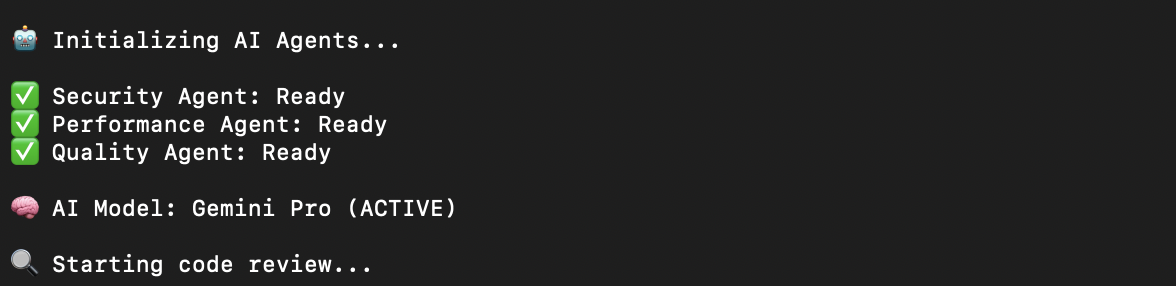 🤖 Initializing AI Agents...
✅ Security Agent: Ready
✅ Performance Agent: Ready
✅ Quality Agent: Ready
🧠 AI Model: Gemini Pro (ACTIVE)
🔍 Starting code review...